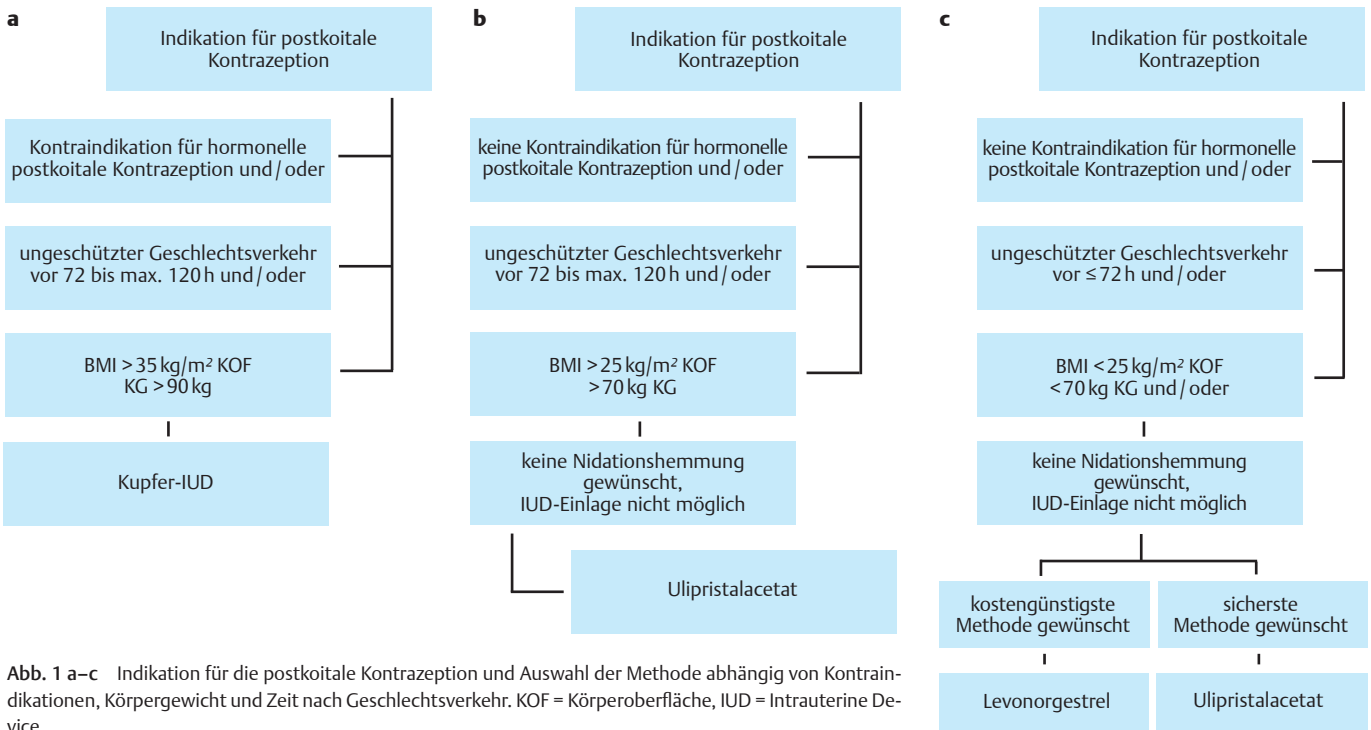 a
Indikation für postkoitale
Kontrazeption
Kontraindikation für hormonelle
postkoitale Kontrazeption und/oder
ungeschützter Geschlechtsverkehr
vor 72 bis max. 120 h und/oder
BMI > 35 kg/m² KOF
KG > 90 kg
Kupfer-IUD
b
Indikation für postkoitale
Kontrazeption
keine Kontraindikation für hormonelle
postkoitale Kontrazeption und/oder
ungeschützter Geschlechtsverkehr
vor 72 bis max. 120 h und/oder
BMI > 25 kg/m² KOF
> 70 kg KG
keine Nidationshemmung
gewünscht,
IUD-Einlage nicht möglich
Ulipristalacetat
c
Indikation für postkoitale
Kontrazeption
keine Kontraindikation für hormonelle
postkoitale Kontrazeption und/oder
ungeschützter Geschlechtsverkehr
vor ≤ 72 h und/oder
BMI < 25 kg/m² KOF
< 70 kg KG und/oder
keine Nidationshemmung
gewünscht,
IUD-Einlage nicht möglich
kostengünstigste
Methode gewünscht
Levonorgestrel
sicherste
Methode gewünscht
Ulipristalacetat
Abb. 1 a–c Indikation für die postkoitale Kontrazeption und Auswahl der Methode abhängig von Kontrain-
dikationen, Körpergewicht und Zeit nach Geschlechtsverkehr. KOF = Körperoberfläche, IUD = Intrauterine De-
vice